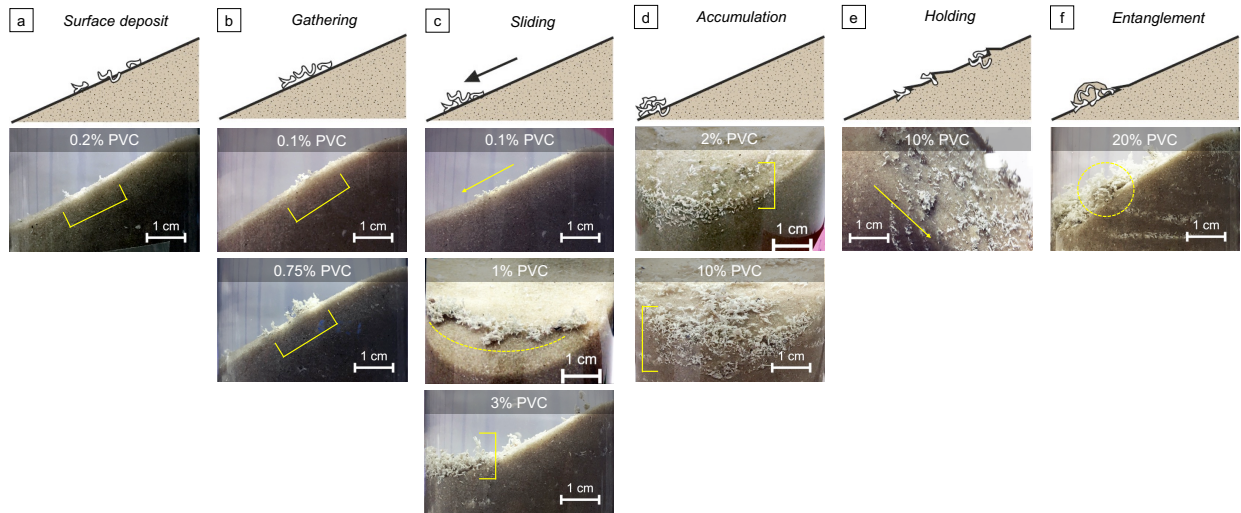 a Surface deposit
b Gathering
c Sliding
d Accumulation
e Holding
f Entanglement
0.2% PVC
1 cm
0.1% PVC
1 cm
0.1% PVC
1 cm
2% PVC
1 cm
10% PVC
1 cm
20% PVC
1 cm
0.75% PVC
1 cm
1% PVC
1 cm
10% PVC
1 cm
3% PVC
1 cm